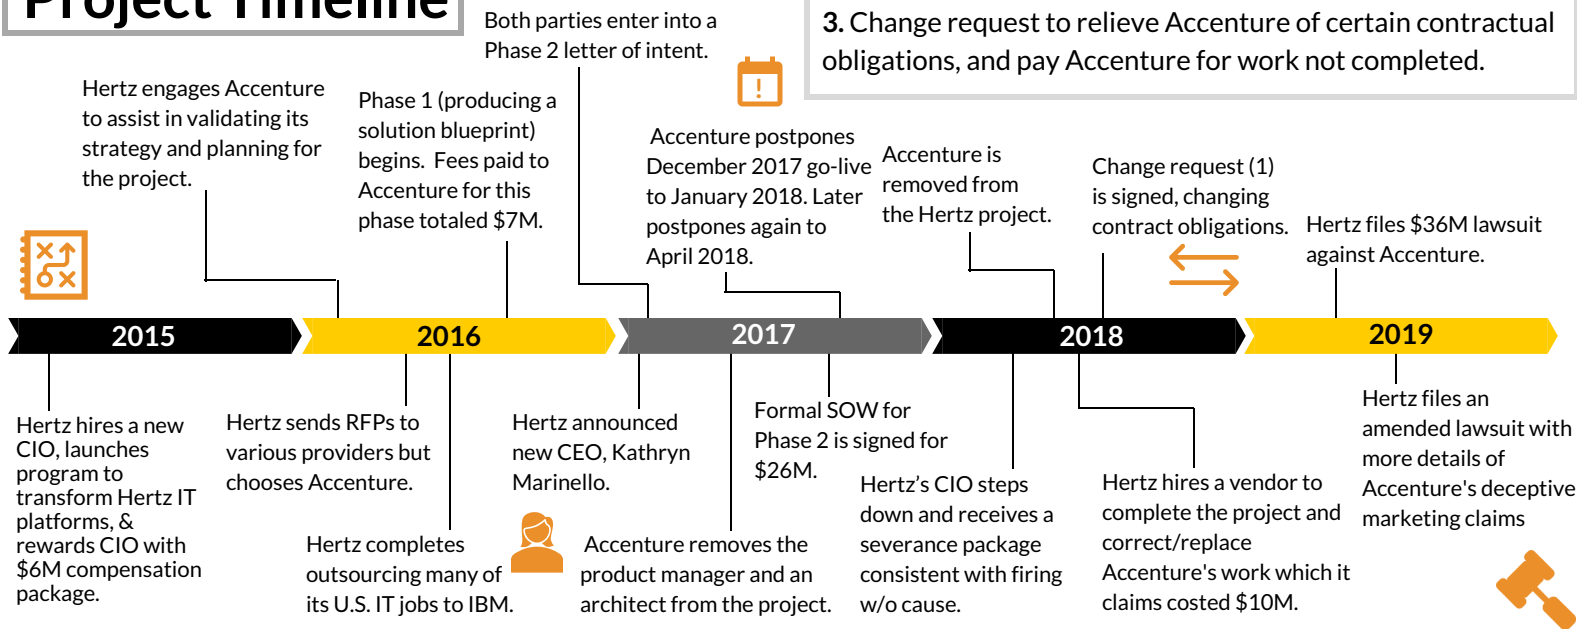 Project Timeline
3. Change request to relieve Accenture of certain contractual
obligations, and pay Accenture for work not completed.
Hertz engages Accenture
to assist in validating its
strategy and planning for
the project.
Phase 1 (producing a
solution blueprint)
begins. Fees paid to
Accenture for this
phase totaled $7M.
Both parties enter into a
Phase 2 letter of intent.
Accenture postpones
December 2017 go-live
to January 2018. Later
postpones again to
April 2018.
Accenture is
removed from
the Hertz project.
Change request (1)
is signed, changing
contract obligations.
Hertz files $36M lawsuit
against Accenture.
2015
2016
2017
2018
2019
Hertz hires a new
CIO, launches
program to
transform Hertz IT
platforms, &
rewards CIO with
$6M compensation
package.
Hertz sends RFPs to
various providers but
chooses Accenture.
Hertz completes
outsourcing many of
its U.S. IT jobs to IBM.
Hertz announced
new CEO, Kathryn
Marinello.
Accenture removes the
product manager and an
architect from the project.
Formal SOW for
Phase 2 is signed for
$26M.
Hertz’s CIO steps
down and receives a
severance package
consistent with firing
w/o cause.
Hertz hires a vendor to
complete the project and
correct/replace
Accenture's work which it
claims costed $10M.
Hertz files an
amended lawsuit with
more details of
Accenture's deceptive
marketing claims